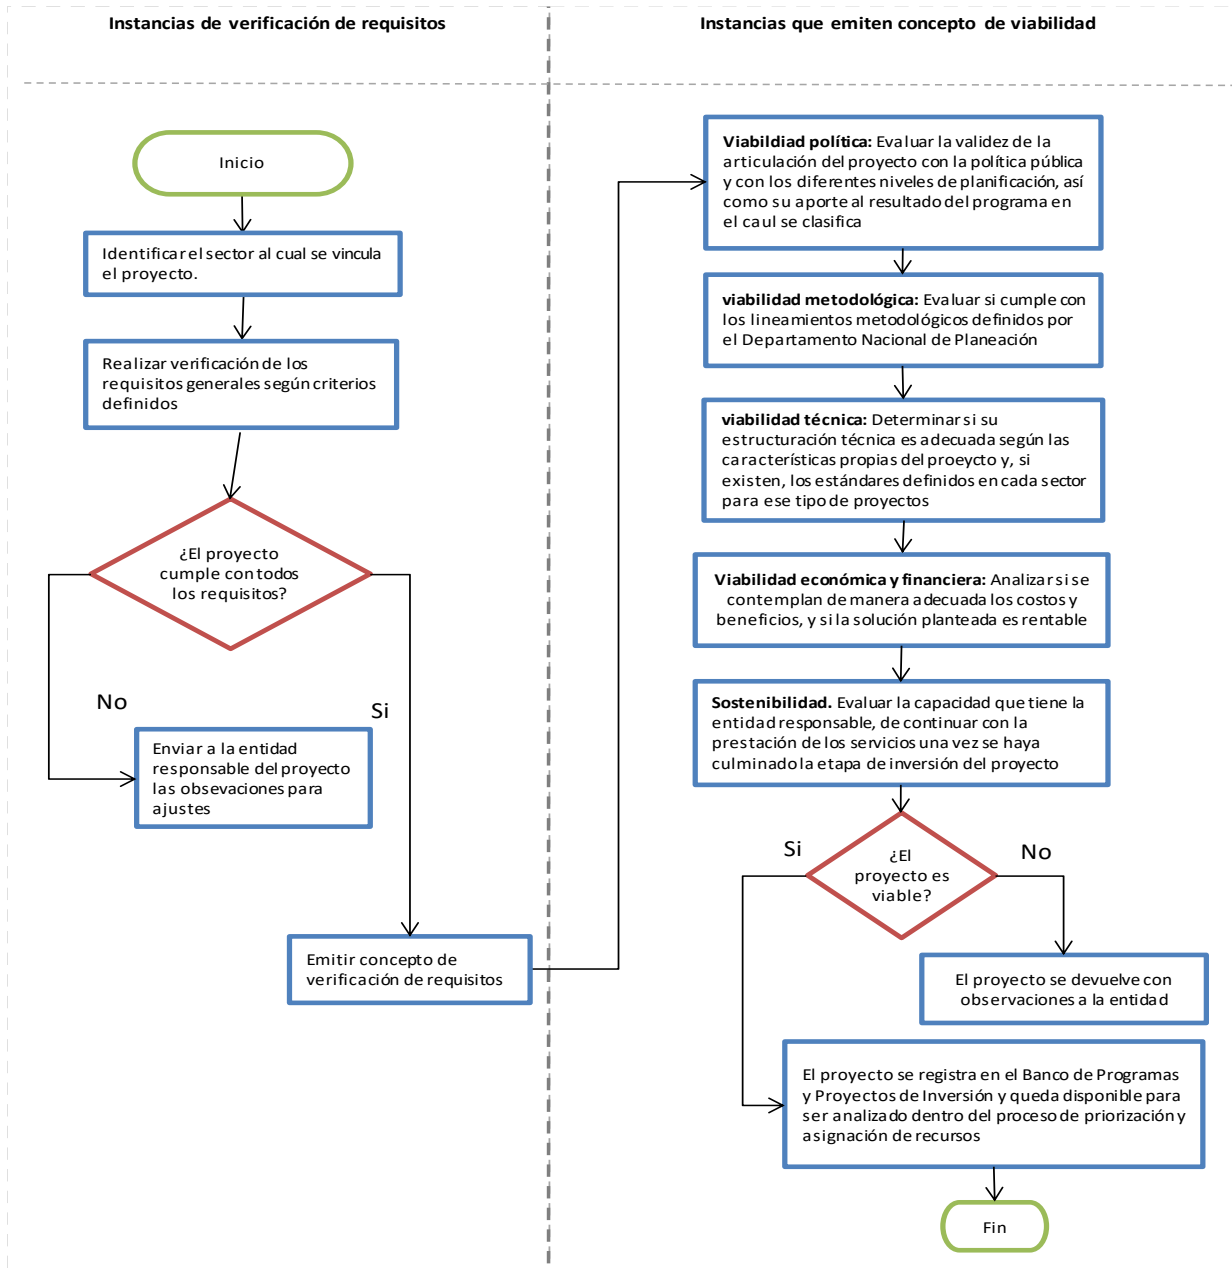 Instancias de verificación de requisitos
Inicio
Identificar el sector al cual se vincula
el proyecto.
Realizar verificación de los
requisitos generales según criterios
definidos
¿El proyecto
cumple con todos
los requisitos?
No
Si
Enviar a la entidad
responsable del proyecto
las obsevaciones para
ajustes
Emitir concepto de
verificación de requisitos
Instancias que emiten concepto de viabilidad
Viabildiad política: Evaluar la validez de la
articulación del proyecto con la política pública
y con los diferentes niveles de planificación, así
como su aporte al resultado del programa en
el caul se clasifica
viabilidad metodológica: Evaluar si cumple con
los lineamientos metodológicos definidos por
el Departamento Nacional de Planeación
viabilidad técnica: Determinar si su
estructuración técnica es adecuada según las
características propias del proeycto y, si
existen, los estándares definidos en cada sector
para ese tipo de proyectos
Viabilidad económica y financiera: Analizar si se
contemplan de manera adecuada los costos y
beneficios, y si la solución planteada es rentable
Sostenibilidad. Evaluar la capacidad que tiene la
entidad responsable, de continuar con la
prestación de los servicios una vez se haya
culminado la etapa de inversión del proyecto
Si
¿El
proyecto es
viable?
No
El proyecto se devuelve con
observaciones a la entidad
El proyecto se registra en el Banco de Programas
y Proyectos de Inversión y queda disponible para
ser analizado dentro del proceso de priorización y
asignación de recursos
Fin